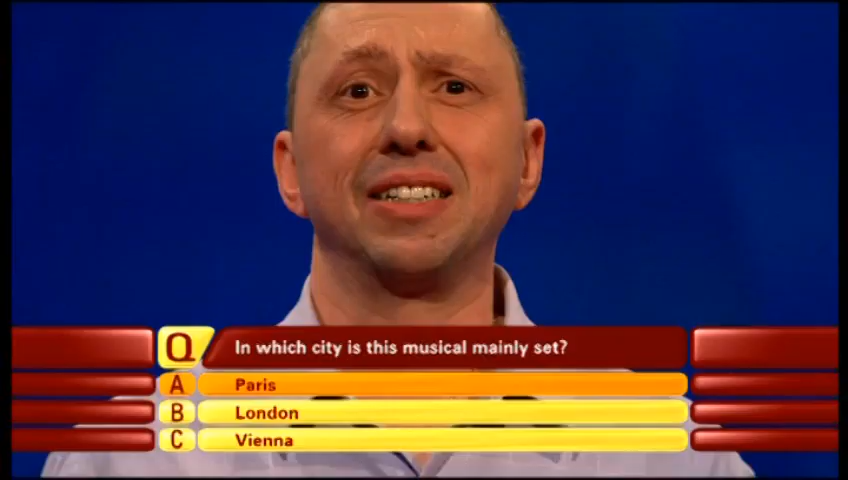 Q In which city is this musical mainly set?
A Paris
B London
C Vienna